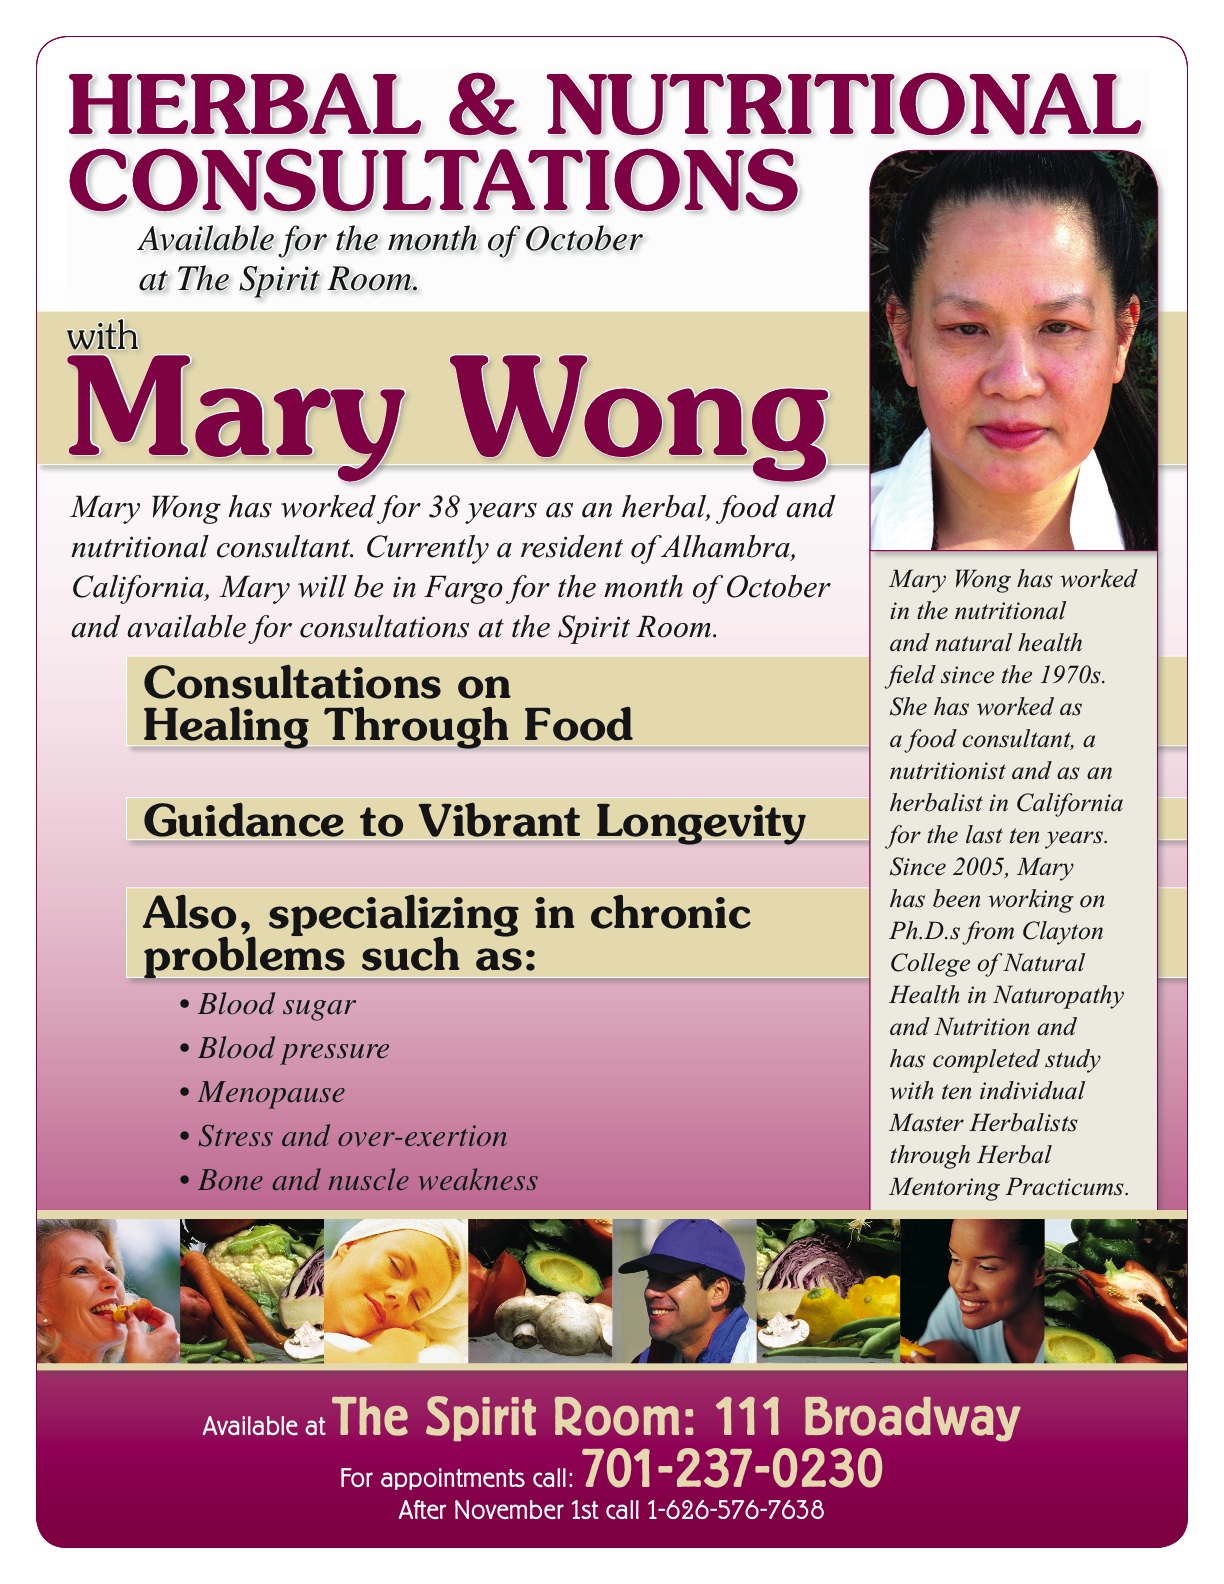 HERBAL & NUTRITIONAL
CONSULTATIONS
Available for the month of October
at The Spirit Room.
with
Mary Wong
Mary Wong has worked for 38 years as an herbal, food and
nutritional consultant. Currently a resident of Alhambra,
California, Mary will be in Fargo for the month of October
and available for consultations at the Spirit Room.
Consultations on
Healing Through Food
Guidance to Vibrant Longevity
Also, specializing in chronic
problems such as:
• Blood sugar
• Blood pressure
• Menopause
• Stress and over-exertion
• Bone and nuscle weakness
Mary Wong has worked
in the nutritional
and natural health
field since the 1970s.
She has worked as
a food consultant, a
nutritionist and as an
herbalist in California
for the last ten years.
Since 2005, Mary
has been working on
Ph.D.s from Clayton
College of Natural
Health in Naturopathy
and Nutrition and
has completed study
with ten individual
Master Herbalists
through Herbal
Mentoring Practicums.
Available at The Spirit Room: 111 Broadway
For appointments call: 701-237-0230
After November 1st call 1-626-576-7638